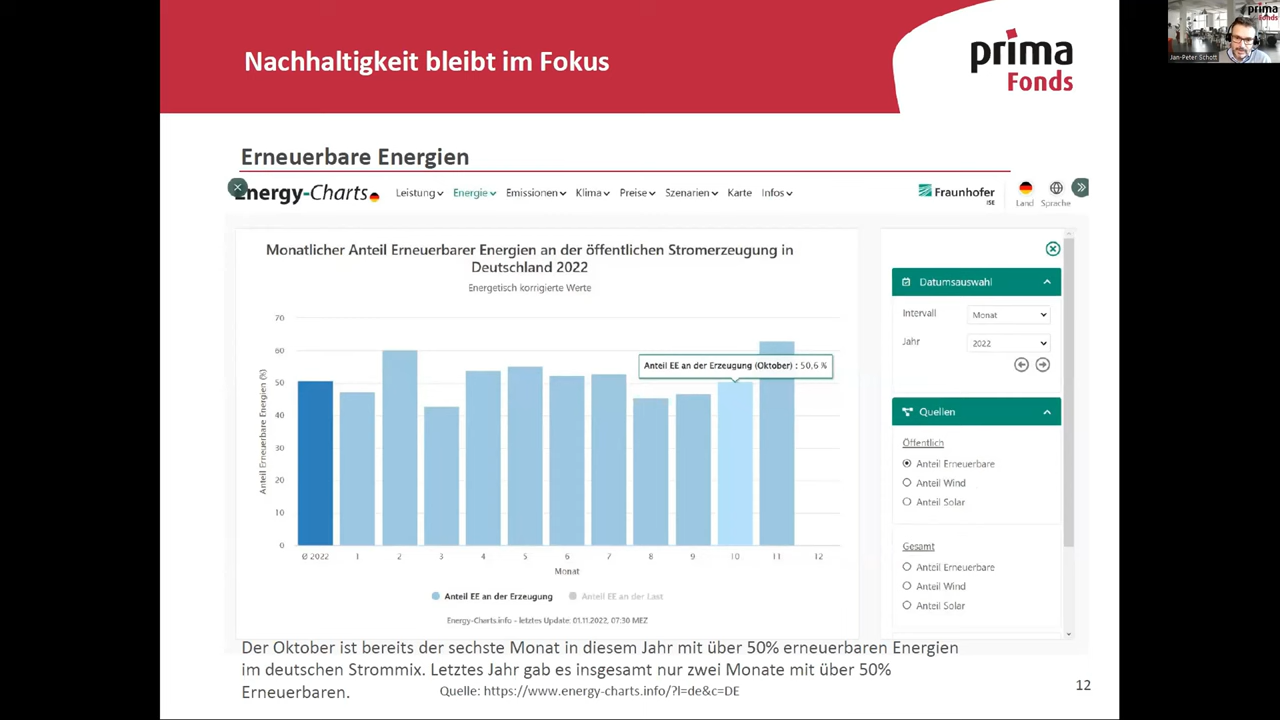 Nachhaltigkeit bleibt im Fokus
prima
Fonds
prima
Fonds
Jan-Peter Schott
Erneuerbare Energien
Energy-Charts
Leistung
Energie
Emissionen
Klima
Preise
Szenarien
Karte
Infos
Fraunhofer
ISE
Land
Sprache
Monatlicher Anteil Erneuerbarer Energien an der öffentlichen Stromerzeugung in
Deutschland 2022
Energetisch korrigierte Werte
Anteil Erneuerbare Energien (%)
70
60
50
40
30
20
10
0
Anteil EE an der Erzeugung (Oktober) : 50,6 %
Ø 2022 1 2 3 4 5 6 7 8 9 10 11 12
Monat
Anteil EE an der Erzeugung
Anteil EE an der Last
Energy-Charts.info - letztes Update: 01.11.2022, 07:30 MEZ
Datumsauswahl
Intervall
Monat
Jahr
2022
Quellen
Öffentlich
Anteil Erneuerbare
Anteil Wind
Anteil Solar
Gesamt
Anteil Erneuerbare
Anteil Wind
Anteil Solar
Der Oktober ist bereits der sechste Monat in diesem Jahr mit über 50% erneuerbaren Energien
im deutschen Strommix. Letztes Jahr gab es insgesamt nur zwei Monate mit über 50%
Erneuerbaren.
Quelle: https://www.energy-charts.info/?l=de&c=DE
12